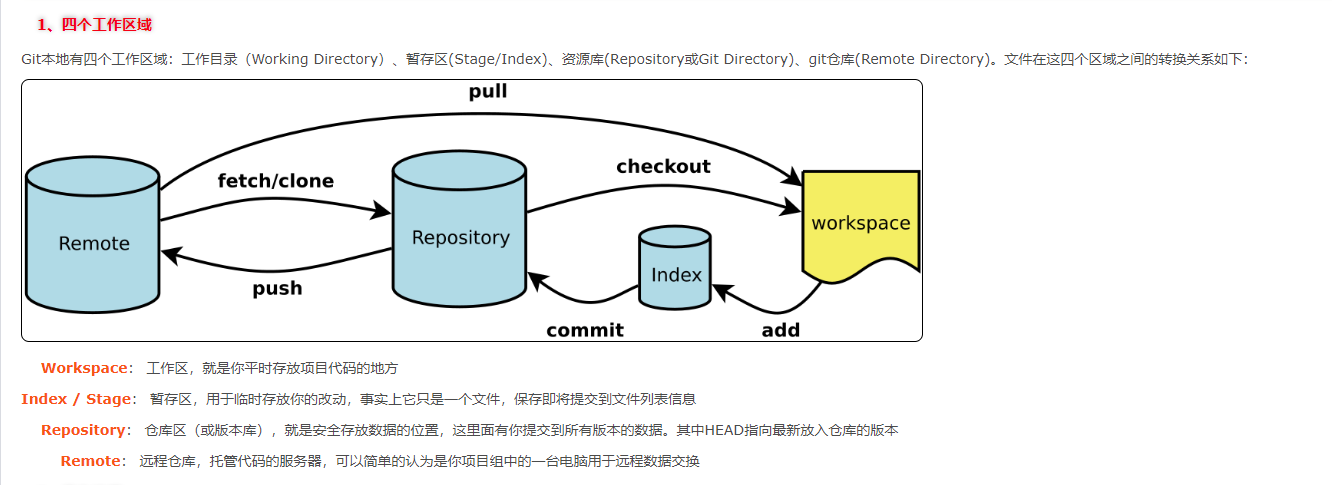 1、四个工作区域
Git本地有四个工作区域：工作目录（Working Directory）、暂存区(Stage/Index)、资源库(Repository或Git Directory)、git仓库(Remote Directory)。文件在这四个区域之间的转换关系如下：
pull
fetch/clone
checkout
Remote
Repository
workspace
Index
push
commit
add
Workspace： 工作区，就是你平时存放项目代码的地方
Index / Stage： 暂存区，用于临时存放你的改动，事实上它只是一个文件，保存即将提交到文件列表信息
Repository： 仓库区（或版本库），就是安全存放数据的位置，这里面有你提交到所有版本的数据。其中HEAD指向最新放入仓库的版本
Remote： 远程仓库，托管代码的服务器，可以简单的认为是你项目组中的一台电脑用于远程数据交换